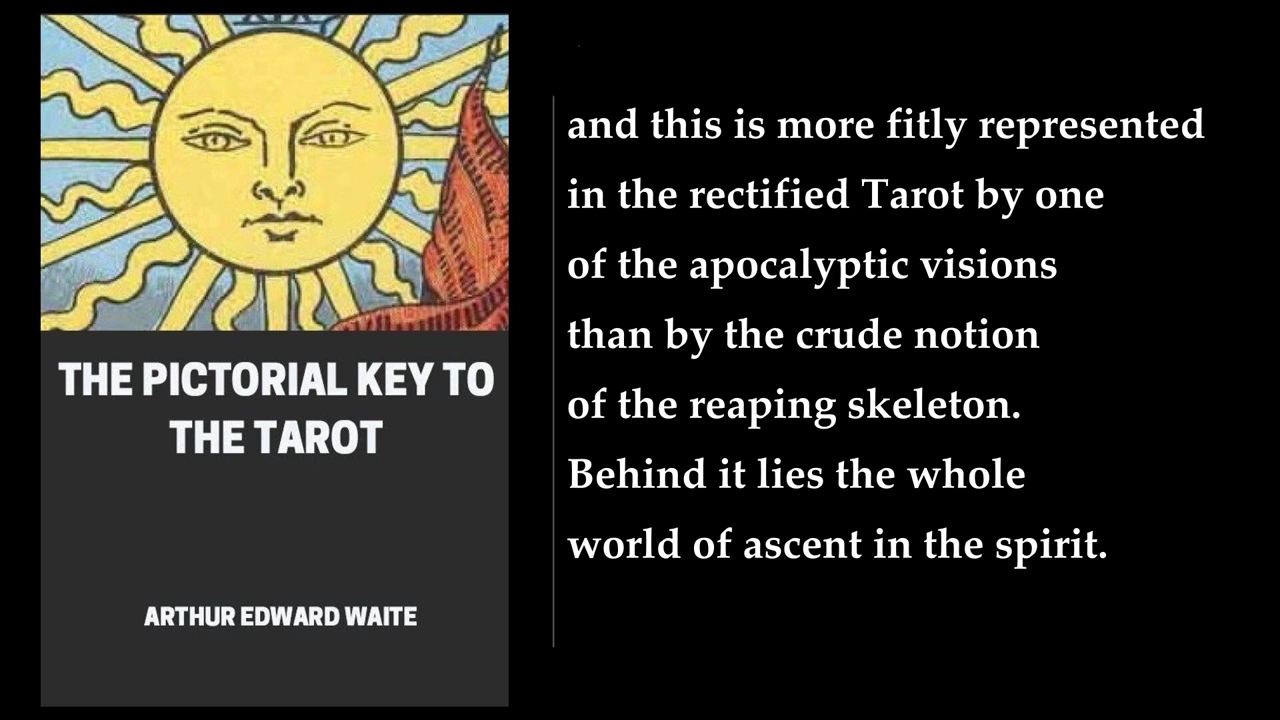 XIX
THE PICTORIAL KEY TO
THE TAROT
ARTHUR EDWARD WAITE
and this is more fitly represented
in the rectified Tarot by one
of the apocalyptic visions
than by the crude notion
of the reaping skeleton.
Behind it lies the whole
world of ascent in the spirit.